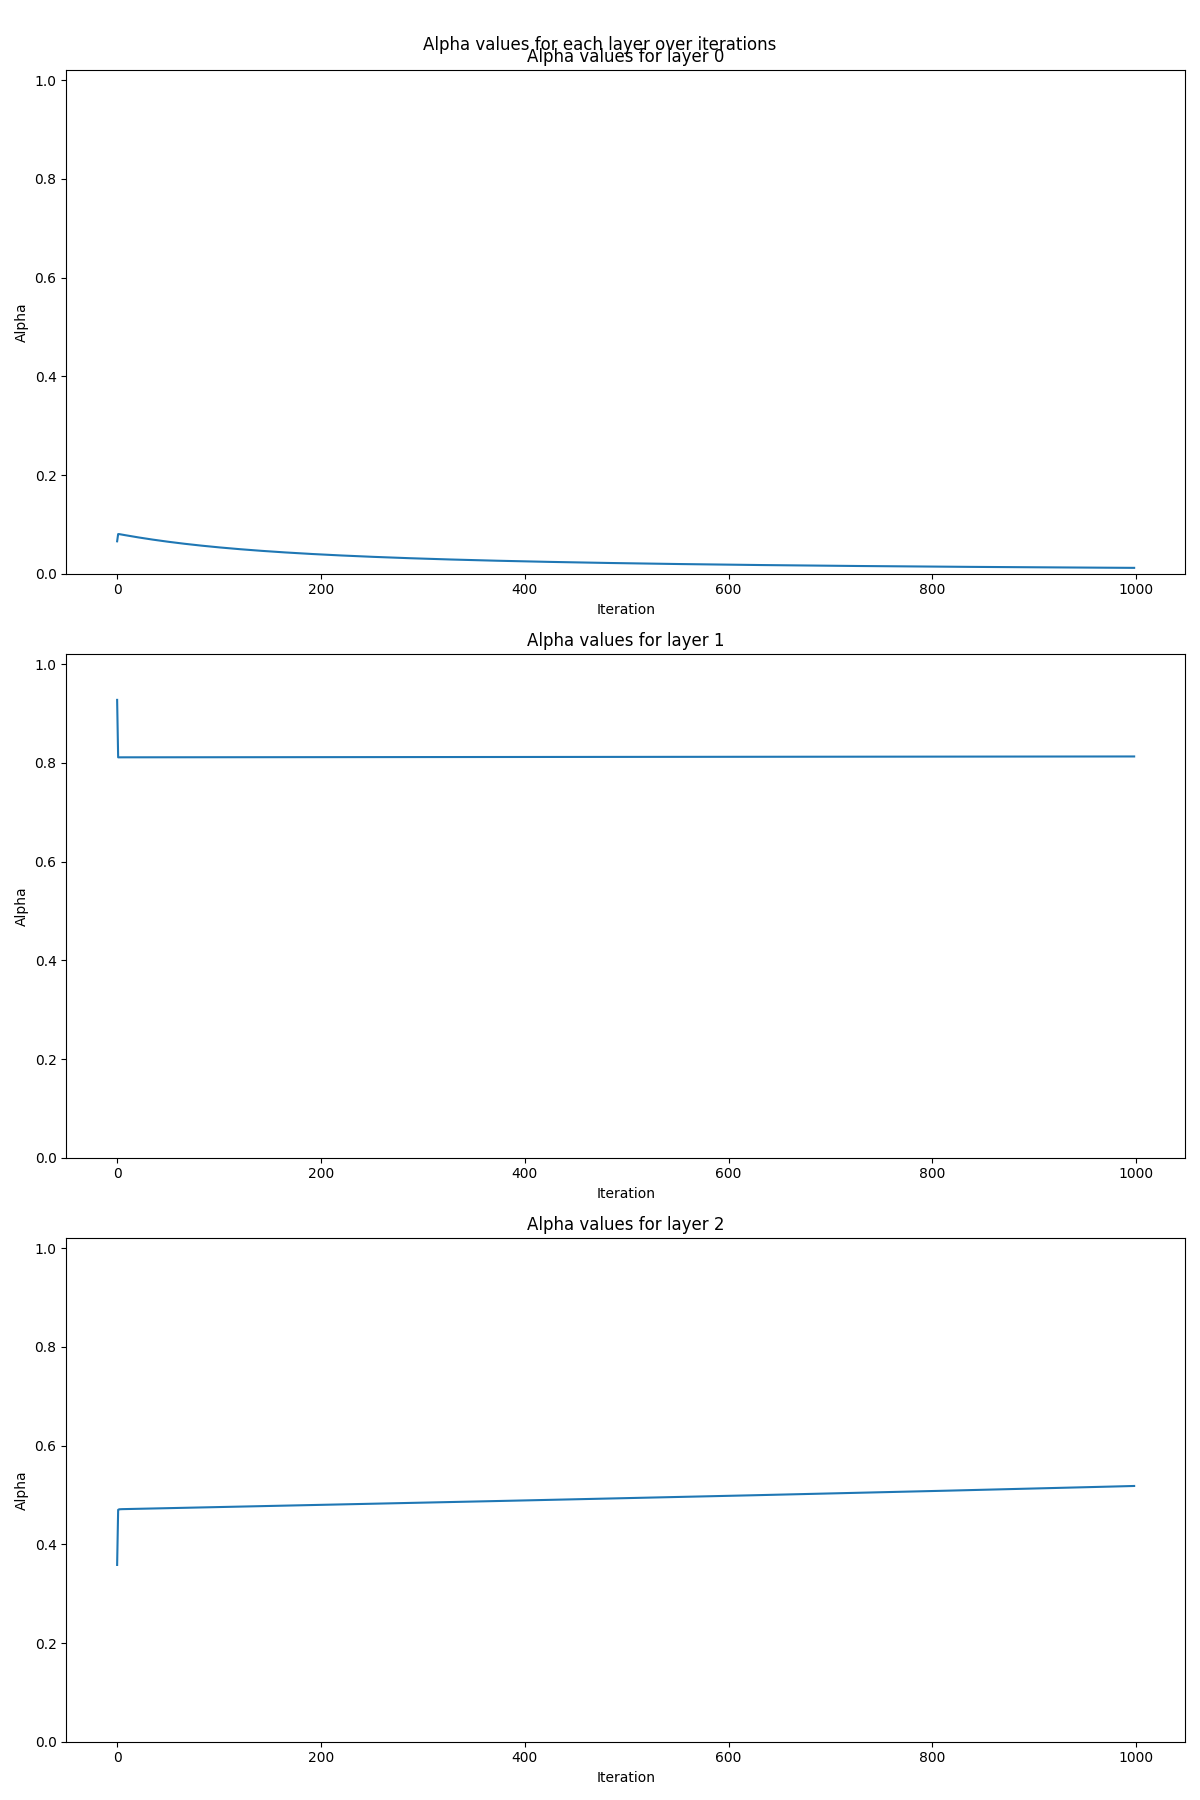 Alpha values for each layer over iterations
Alpha values for layer 0
1.0
0.8
0.6
0.4
0.2
0.0
Alpha
0 200 400 600 800 1000
Iteration
Alpha values for layer 1
1.0
0.8
0.6
0.4
0.2
0.0
Alpha
0 200 400 600 800 1000
Iteration
Alpha values for layer 2
1.0
0.8
0.6
0.4
0.2
0.0
Alpha
0 200 400 600 800 1000
Iteration